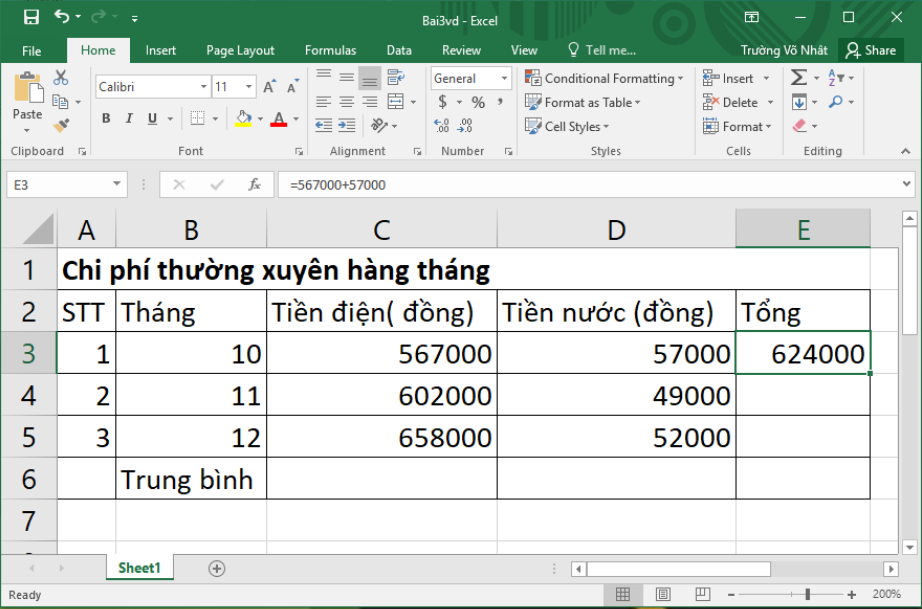 Bai3vd - Excel
File Home Insert Page Layout Formulas Data Review View Tell me... Trường Võ Nhât Share
Calibri 11 General Conditional Formatting Insert
Paste B I U A A A $ % , Format as Table Delete
Cell Styles Format
Clipboard Font Alignment Number Styles Cells Editing
E3 fx =567000+57000
A B C D E
1 Chi phí thường xuyên hàng tháng
2 STT Tháng Tiền điện( đồng) Tiền nước (đồng) Tổng
3 1 10 567000 57000 624000
4 2 11 602000 49000
5 3 12 658000 52000
6 Trung bình
7
Sheet1
Ready 200%